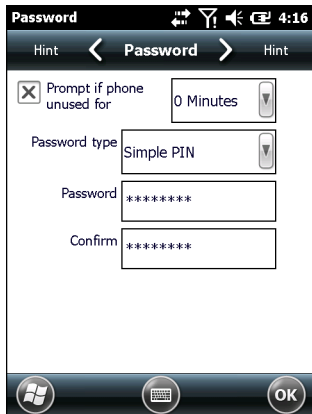 Password 4:16
Hint Password Hint
Prompt if phone unused for 0 Minutes
Password type Simple PIN
Password ********
Confirm ********
OK